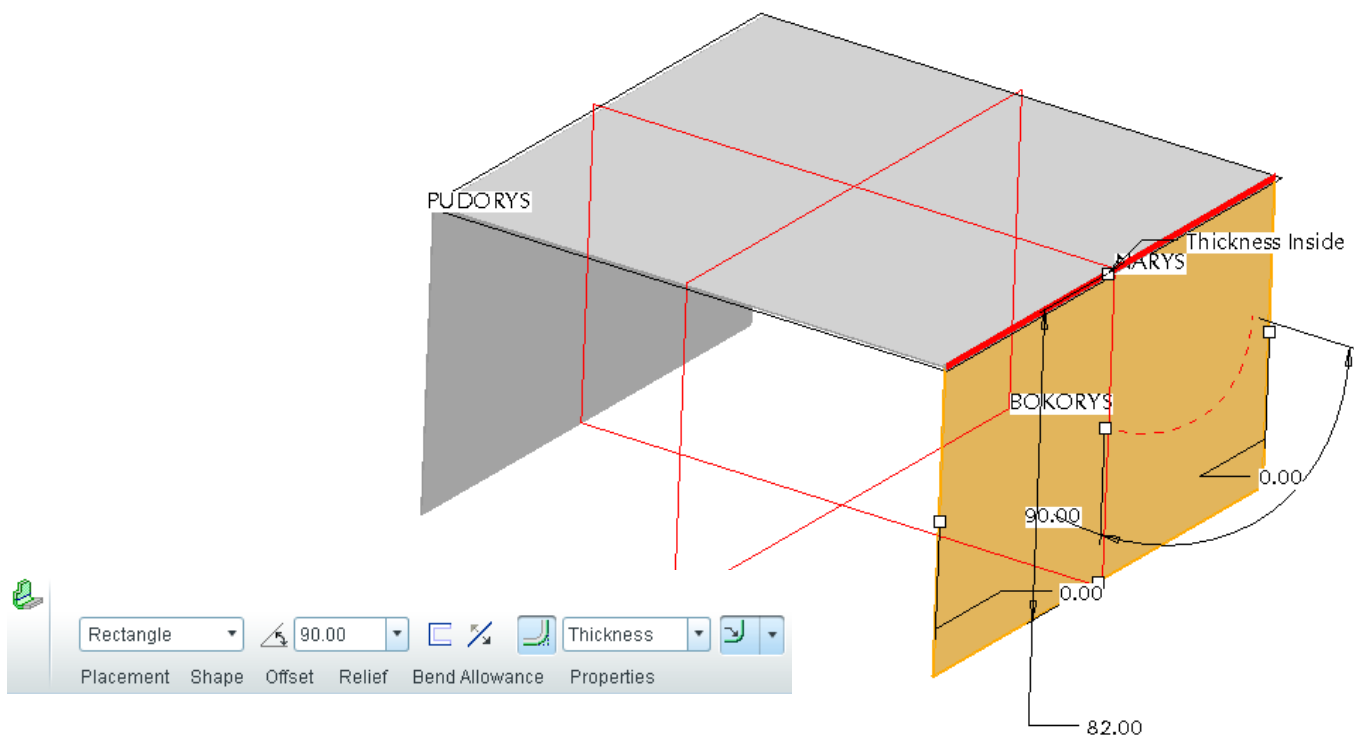 PUDORYS
Thickness Inside
NARYS
BOKORYS
0.00
90.00
0.00
82.00
Rectangle
90.00
Thickness
Placement Shape Offset Relief Bend Allowance Properties